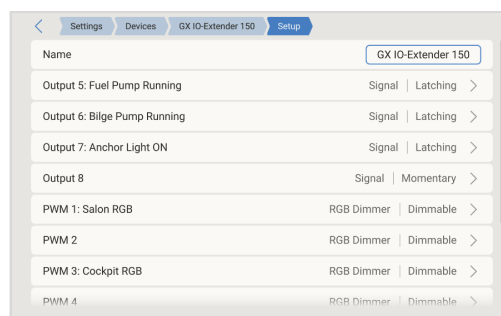 Settings Devices GX IO-Extender 150 Setup
Name GX IO-Extender 150
Output 5: Fuel Pump Running Signal | Latching
Output 6: Bilge Pump Running Signal | Latching
Output 7: Anchor Light ON Signal | Latching
Output 8 Signal | Momentary
PWM 1: Salon RGB RGB Dimmer | Dimmable
PWM 2 RGB Dimmer | Dimmable
PWM 3: Cockpit RGB RGB Dimmer | Dimmable
PWM 4 RGB Dimmer | Dimmable